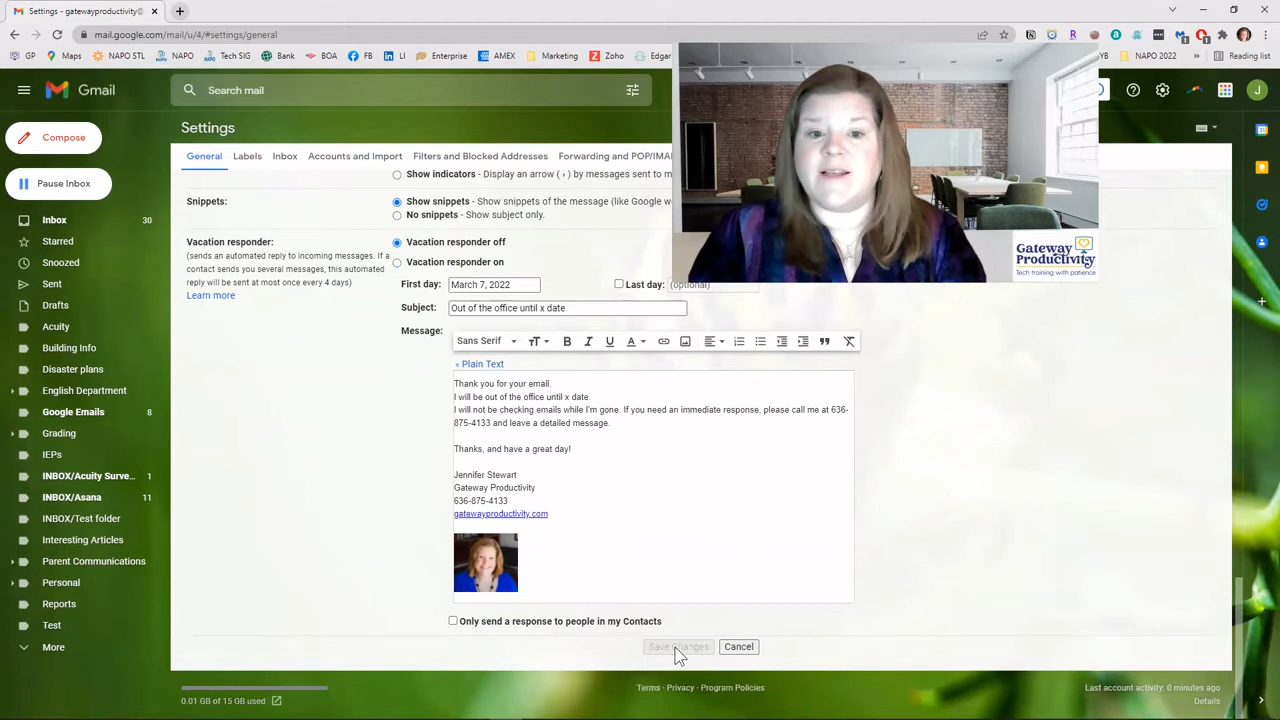 Settings - gatewayproductivity@
mail.google.com/mail/u/4/#settings/general
GP
Maps
NAPO STL
Tech SIG
Bank
BOA
FB
LI
Enterprise
AMEX
Marketing
Zoho
Edgar
YB
NAPO 2022
»
Reading list
Gmail
Search mail
J
Compose
Pause Inbox
Inbox 30
Starred
Snoozed
Sent
Drafts
Acuity
Building Info
Disaster plans
English Department
Google Emails 8
Grading
IEPs
INBOX/Acuity Surve... 1
INBOX/Asana 11
INBOX/Test folder
Interesting Articles
Parent Communications
Personal
Reports
Test
More
Settings
General Labels Inbox Accounts and Import Filters and Blocked Addresses Forwarding and POP/IMA
Show indicators - Display an arrow ( › ) by messages sent to m
Snippets:
Show snippets - Show snippets of the message (like Google w
No snippets - Show subject only.
Vacation responder:
(sends an automated reply to incoming messages. If a
contact sends you several messages, this automated
reply will be sent at most once every 4 days)
Learn more
Vacation responder off
Vacation responder on
First day: March 7, 2022 Last day: (optional)
Subject: Out of the office until x date
Message:
Sans Serif
« Plain Text
Thank you for your email.
I will be out of the office until x date.
I will not be checking emails while I'm gone. If you need an immediate response, please call me at 636-
875-4133 and leave a detailed message.
Thanks, and have a great day!
Jennifer Stewart
Gateway Productivity
636-875-4133
gatewayproductivity.com
Only send a response to people in my Contacts
Save Changes Cancel
0.01 GB of 15 GB used
Terms · Privacy · Program Policies
Last account activity: 0 minutes ago
Details
Gateway
Productivity
Tech training with patience